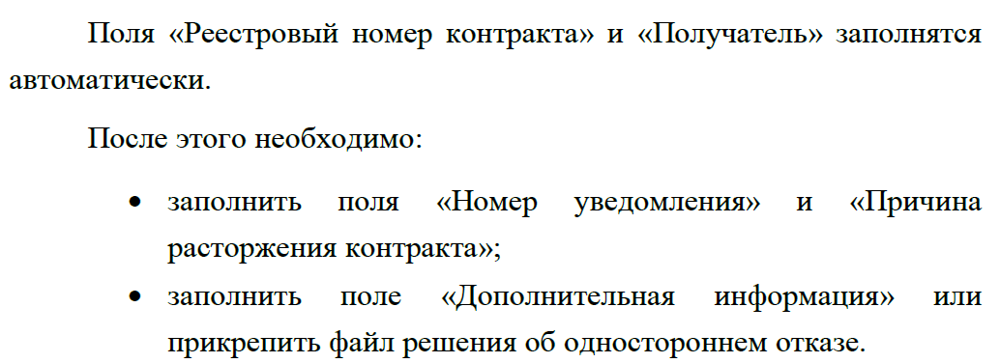 Поля «Реестровый номер контракта» и «Получатель» заполнятся
автоматически.
После этого необходимо:
• заполнить поля «Номер уведомления» и «Причина
расторжения контракта»;
• заполнить поле «Дополнительная информация» или
прикрепить файл решения об одностороннем отказе.